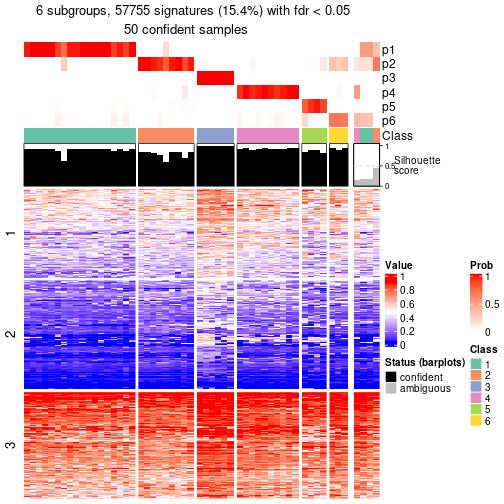 6 subgroups, 57755 signatures (15.4%) with fdr < 0.05
50 confident samples
p1
p2
p3
p4
p5
p6
Class
1
0.5
0
Silhouette
score
1
2
3
Value
1
0.8
0.6
0.4
0.2
0
Prob
1
0.5
0
Status (barplots)
confident
ambiguous
Class
1
2
3
4
5
6